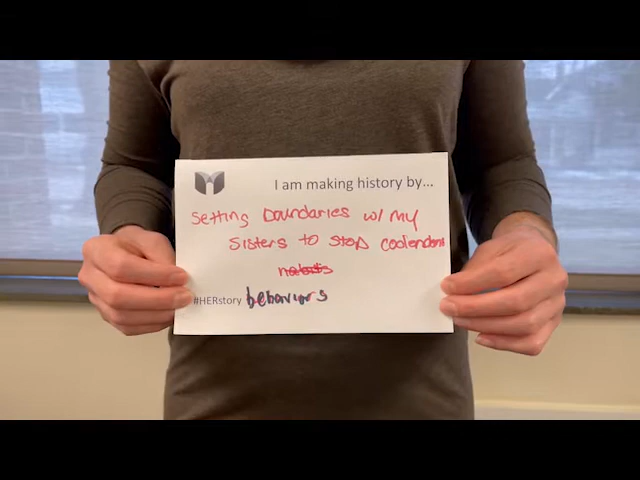 I am making history by...
setting boundaries w/ my
sisters to stop
#HERstory behaviors